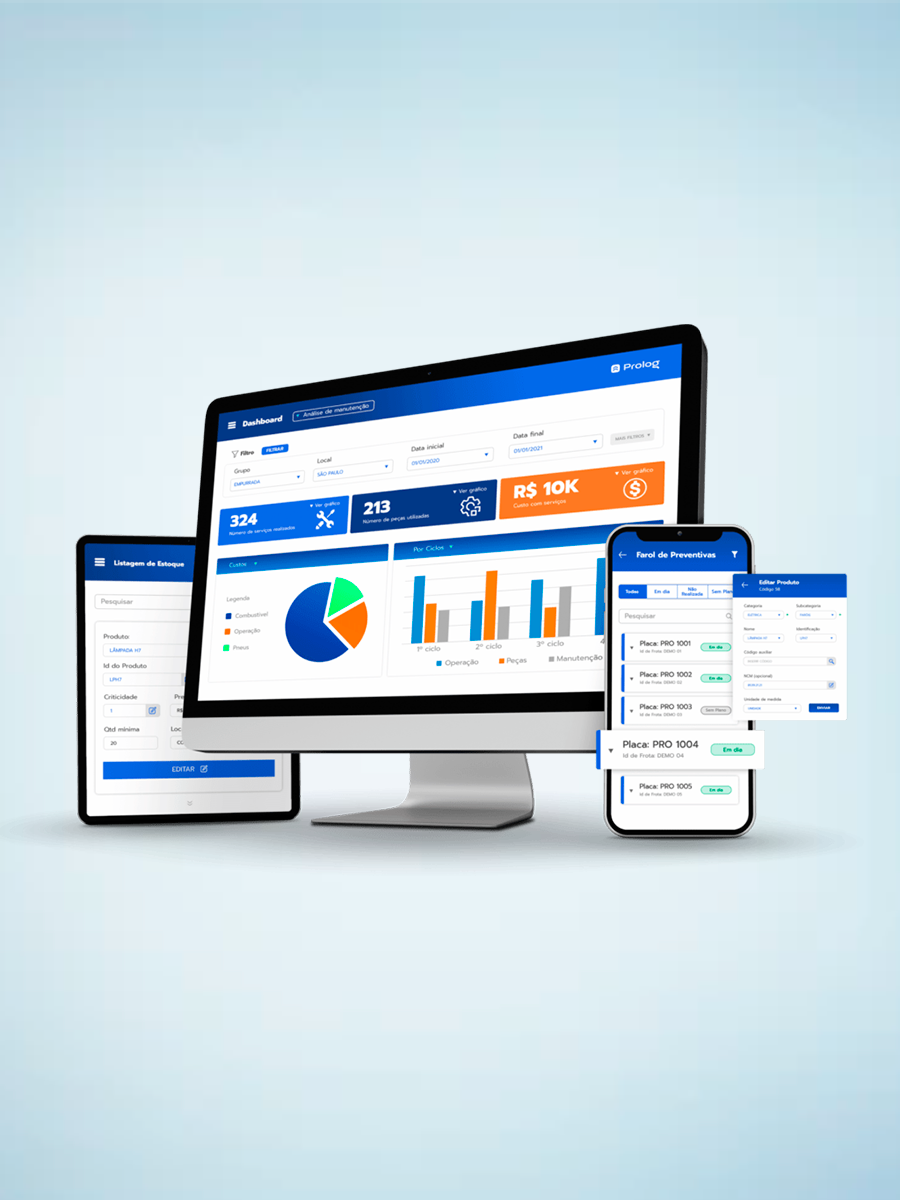 Prolog
Dashboard
Análise de manutenção
Filtro
FILTRAR
Grupo
EMPURRADA
Local
SÃO PAULO
Data inicial
01/01/2020
Data final
01/01/2021
MAIS FILTROS
324
Ver gráfico
Número de serviços realizados
213
Ver gráfico
Número de peças utilizadas
R$ 10K
Ver gráfico
Custo com serviços
Custos
Legenda
Combustível
Operação
Pneus
Por Ciclos
1º ciclo
2º ciclo
3º ciclo
4
Operação
Peças
Manutenção
Listagem de Estoque
Pesquisar
Produto:
LÂMPADA H7
Id do Produto
LPH7
Criticidade
1
Qtd mínima
20
EDITAR
Farol de Preventivas
Todas
Em dia
Não Realizada
Sem Plano
Pesquisar
Placa: PRO 1001
Id de Frota: DEMO 01
Em dia
Placa: PRO 1002
Id de Frota: DEMO 02
Em dia
Placa: PRO 1003
Id de Frota: DEMO 03
Sem Plano
Placa: PRO 1004
Id de Frota: DEMO 04
Em dia
Placa: PRO 1005
Id de Frota: DEMO 05
Em dia
Editar Produto
Categoria
Subcategoria
Nome
LÂMPADA H7
Identificação
LPH7
Código auxiliar
NCM (opcional)
Unidade de medida